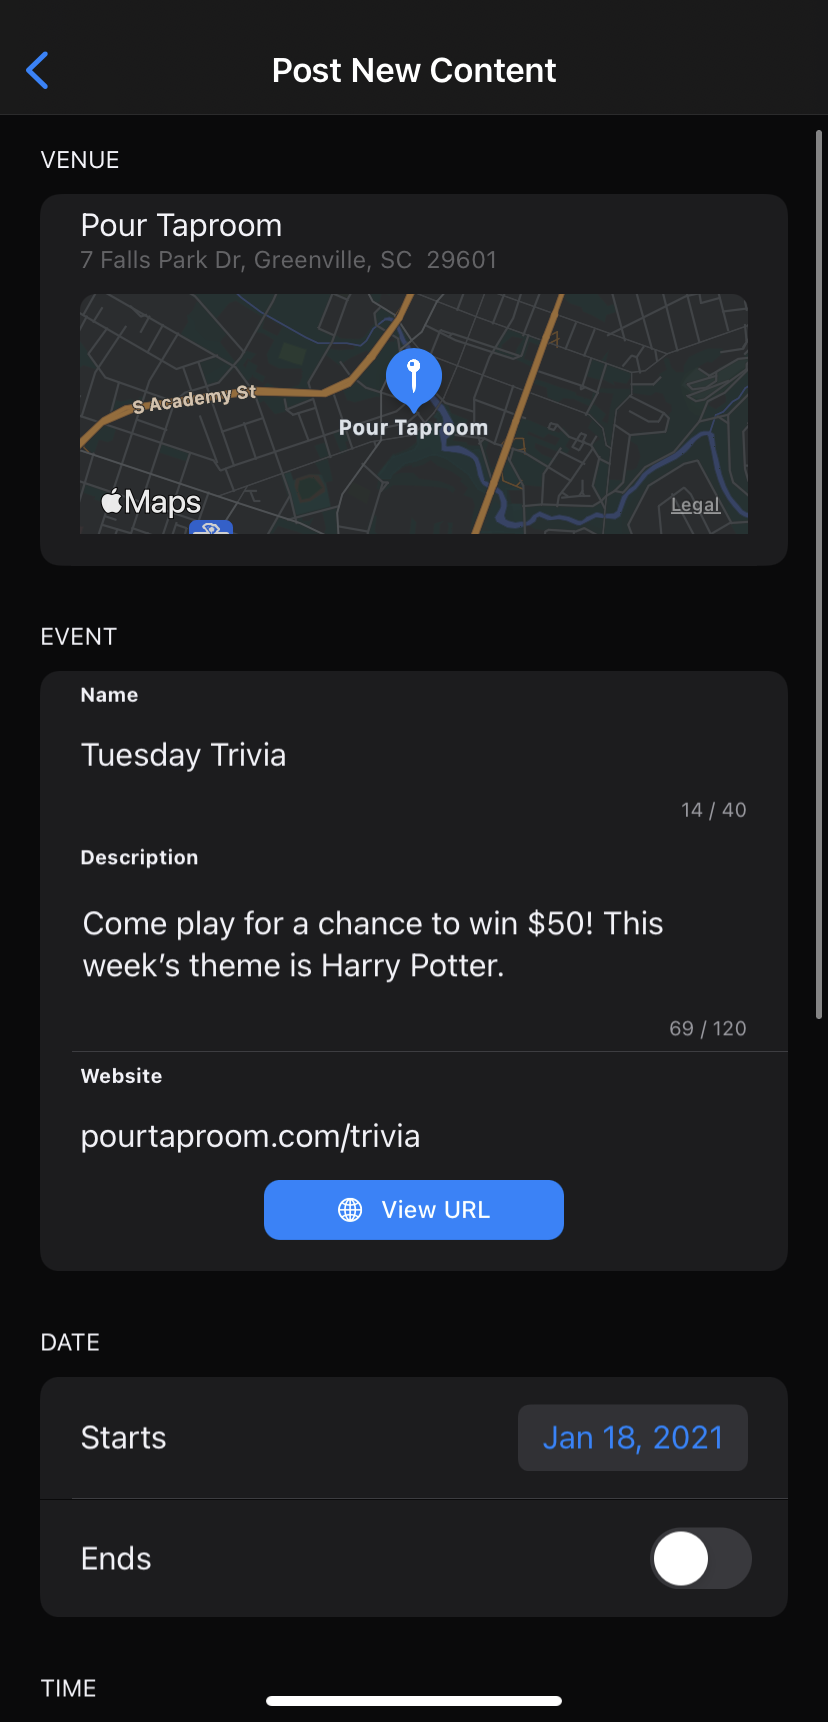 Post New Content
VENUE
Pour Taproom
7 Falls Park Dr, Greenville, SC  29601
S Academy St
Pour Taproom
Maps
Legal
EVENT
Name
Tuesday Trivia
14 / 40
Description
Come play for a chance to win $50! This
week’s theme is Harry Potter.
69 / 120
Website
pourtaproom.com/trivia
View URL
DATE
Starts
Jan 18, 2021
Ends
TIME